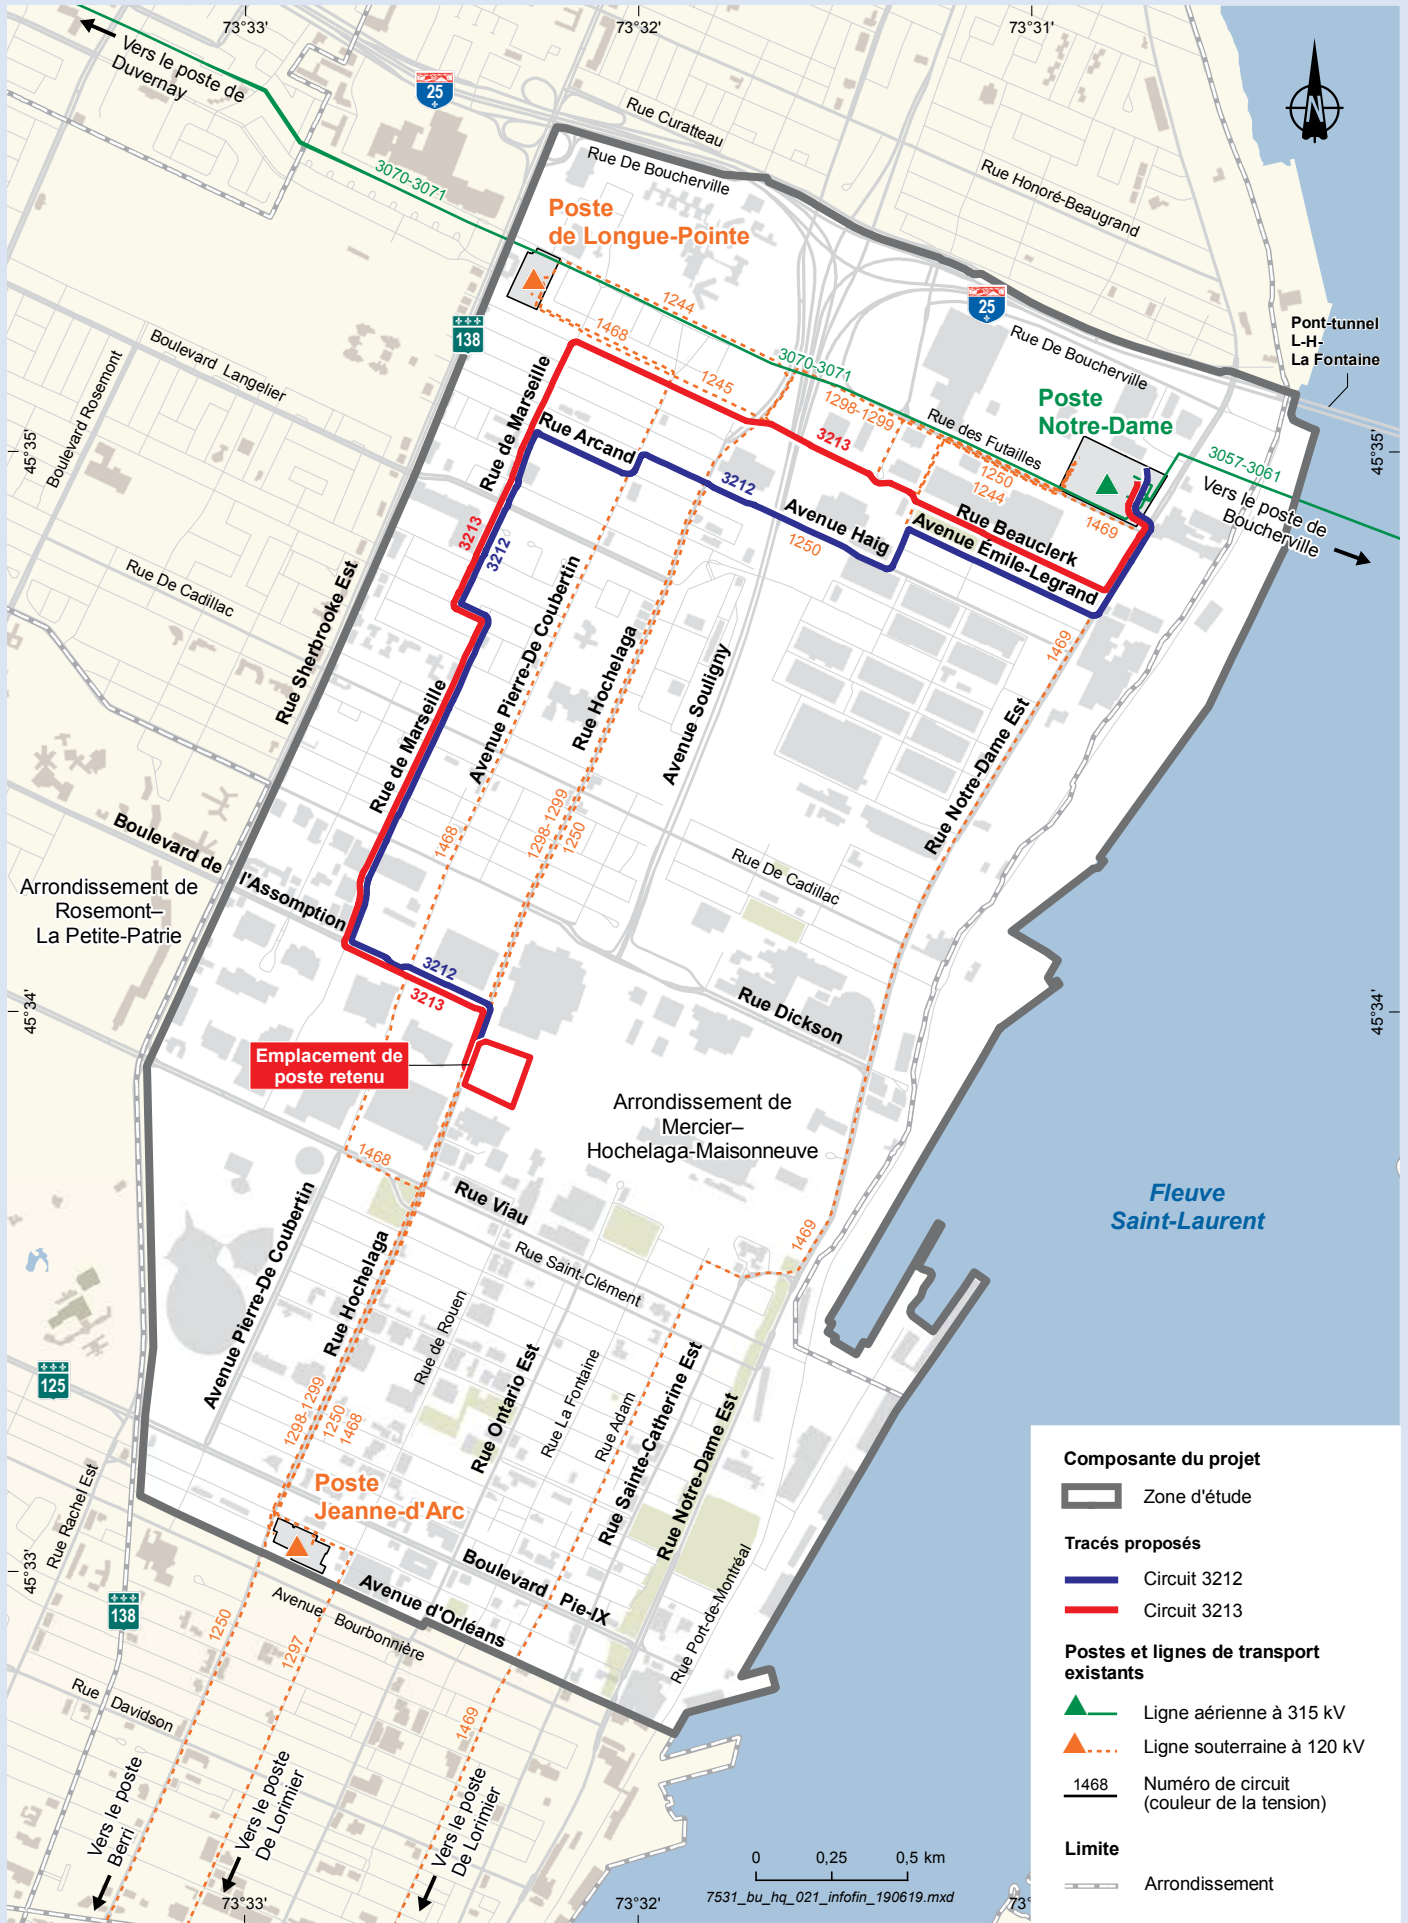 73°33'
73°32'
73°31'
Vers le poste de
Duvernay
25
Rue Curatteau
Rue De Boucherville
Rue Honoré-Beaugrand
3070-3071
Poste
de Longue-Pointe
1244
1468
138
25
Rue De Boucherville
Pont-tunnel
L-H-
La Fontaine
Boulevard Langelier
Boulevard Rosemont
Rue de Marseille
1245
3070-3071
1298-1299
Rue des Futailles
Poste
Notre-Dame
Rue Arcand
3213
3212
1250
1244
1469
3057-3061
Vers le poste de
Boucherville
45°35'
45°35'
Avenue Haig
1250
Rue Beauclerk
Avenue Émile-Legrand
3213
3212
Rue De Cadillac
Rue Sherbrooke Est
Avenue Pierre-De Coubertin
Rue Hochelaga
Avenue Souligny
1469
Rue de Marseille
Rue Notre-Dame Est
1468
1298-1299
1250
Boulevard de
l'Assomption
Rue De Cadillac
Arrondissement de
Rosemont–
La Petite-Patrie
3212
3213
Rue Dickson
45°34'
45°34'
Emplacement de
poste retenu
Arrondissement de
Mercier–
Hochelaga-Maisonneuve
1468
Rue Viau
Fleuve
Saint-Laurent
Avenue Pierre-De Coubertin
Rue Hochelaga
Rue Saint-Clément
1469
Rue de Rouen
Rue Ontario Est
Rue La Fontaine
Rue Adam
Rue Sainte-Catherine Est
Rue Notre-Dame Est
125
1298-1299
1250
1468
Poste
Jeanne-d'Arc
Rue Rachel Est
45°33'
138
Avenue d'Orléans
Boulevard Pie-IX
Avenue Bourbonnière
Rue Port-de-Montréal
1250
1297
1469
Rue Davidson
Vers le poste
Berri
Vers le poste
De Lorimier
Vers le poste
De Lorimier
Composante du projet
Zone d'étude
Tracés proposés
Circuit 3212
Circuit 3213
Postes et lignes de transport
existants
Ligne aérienne à 315 kV
Ligne souterraine à 120 kV
1468
Numéro de circuit
(couleur de la tension)
Limite
Arrondissement
0 0,25 0,5 km
7531_bu_hq_021_infofin_190619.mxd
73°33'
73°32'
73°